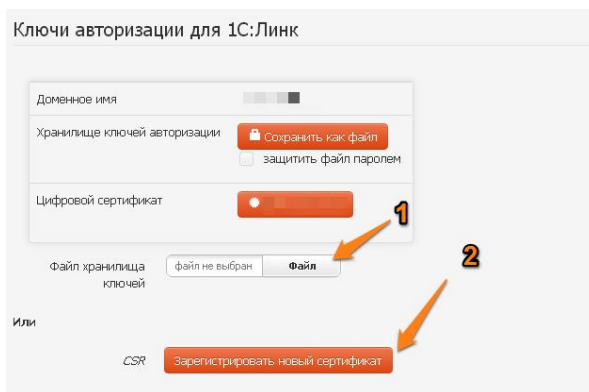 Ключи авторизации для 1С:Линк
Доменное имя
Хранилище ключей авторизации
Сохранить как файл
защитить файл паролем
Цифровой сертификат
1
Файл хранилища
ключей
файл не выбран
Файл
2
Или
CSR
Зарегистрировать новый сертификат